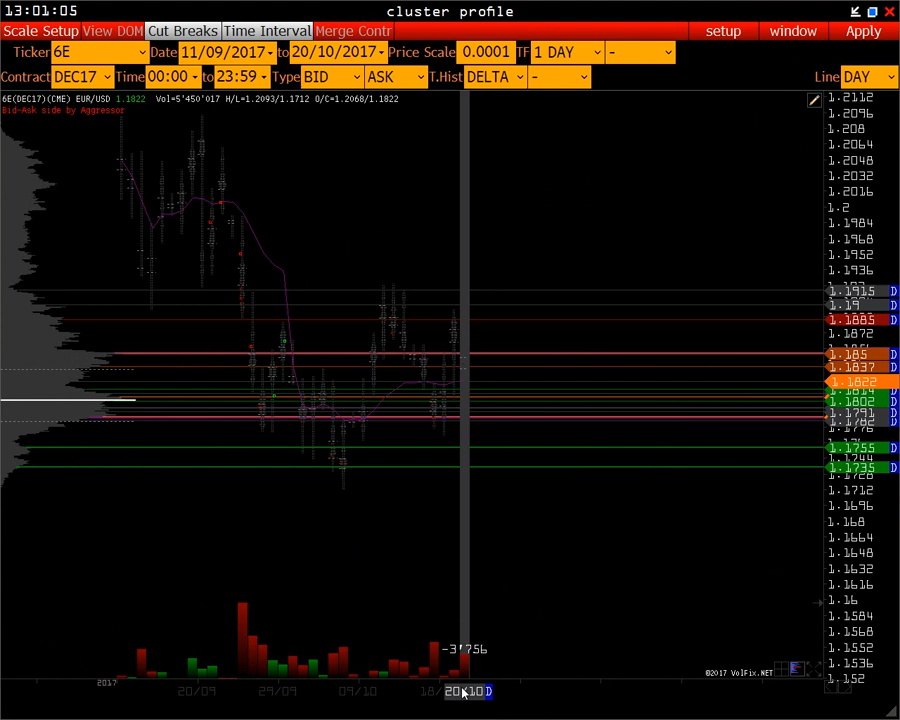 13:01:05 cluster profile
Scale Setup View DOM Cut Breaks Time Interval Merge Contr setup window Apply
Ticker 6E Date 11/09/2017 to 20/10/2017 Price Scale 0.0001 TF 1 DAY -
Contract DEC17 Time 00:00 to 23:59 Type BID ASK T.Hist DELTA - Line DAY
6E(DEC17)(CME) EUR/USD 1.1822 Vol=5'450'017 H/L=1.2093/1.1712 O/C=1.2068/1.1822
Bid-Ask side by Aggressor
1.2112
1.2096
1.208
1.2064
1.2048
1.2032
1.2016
1.2
1.1984
1.1968
1.1952
1.1936
1.1915 D
1.19 D
1.1885 D
1.1872
1.185 D
1.1837 D
1.1822
1.1814
1.1802 D
1.1791 D
1.1782 D
1.1776
1.1755 D
1.1744
1.1735 D
1.1728
1.1712
1.1696
1.168
1.1664
1.1648
1.1632
1.1616
1.16
1.1584
1.1568
1.1552
1.1536
1.152
©2017 VolFix.NET
2017 20/09 29/09 09/10 18/ 20/10 D